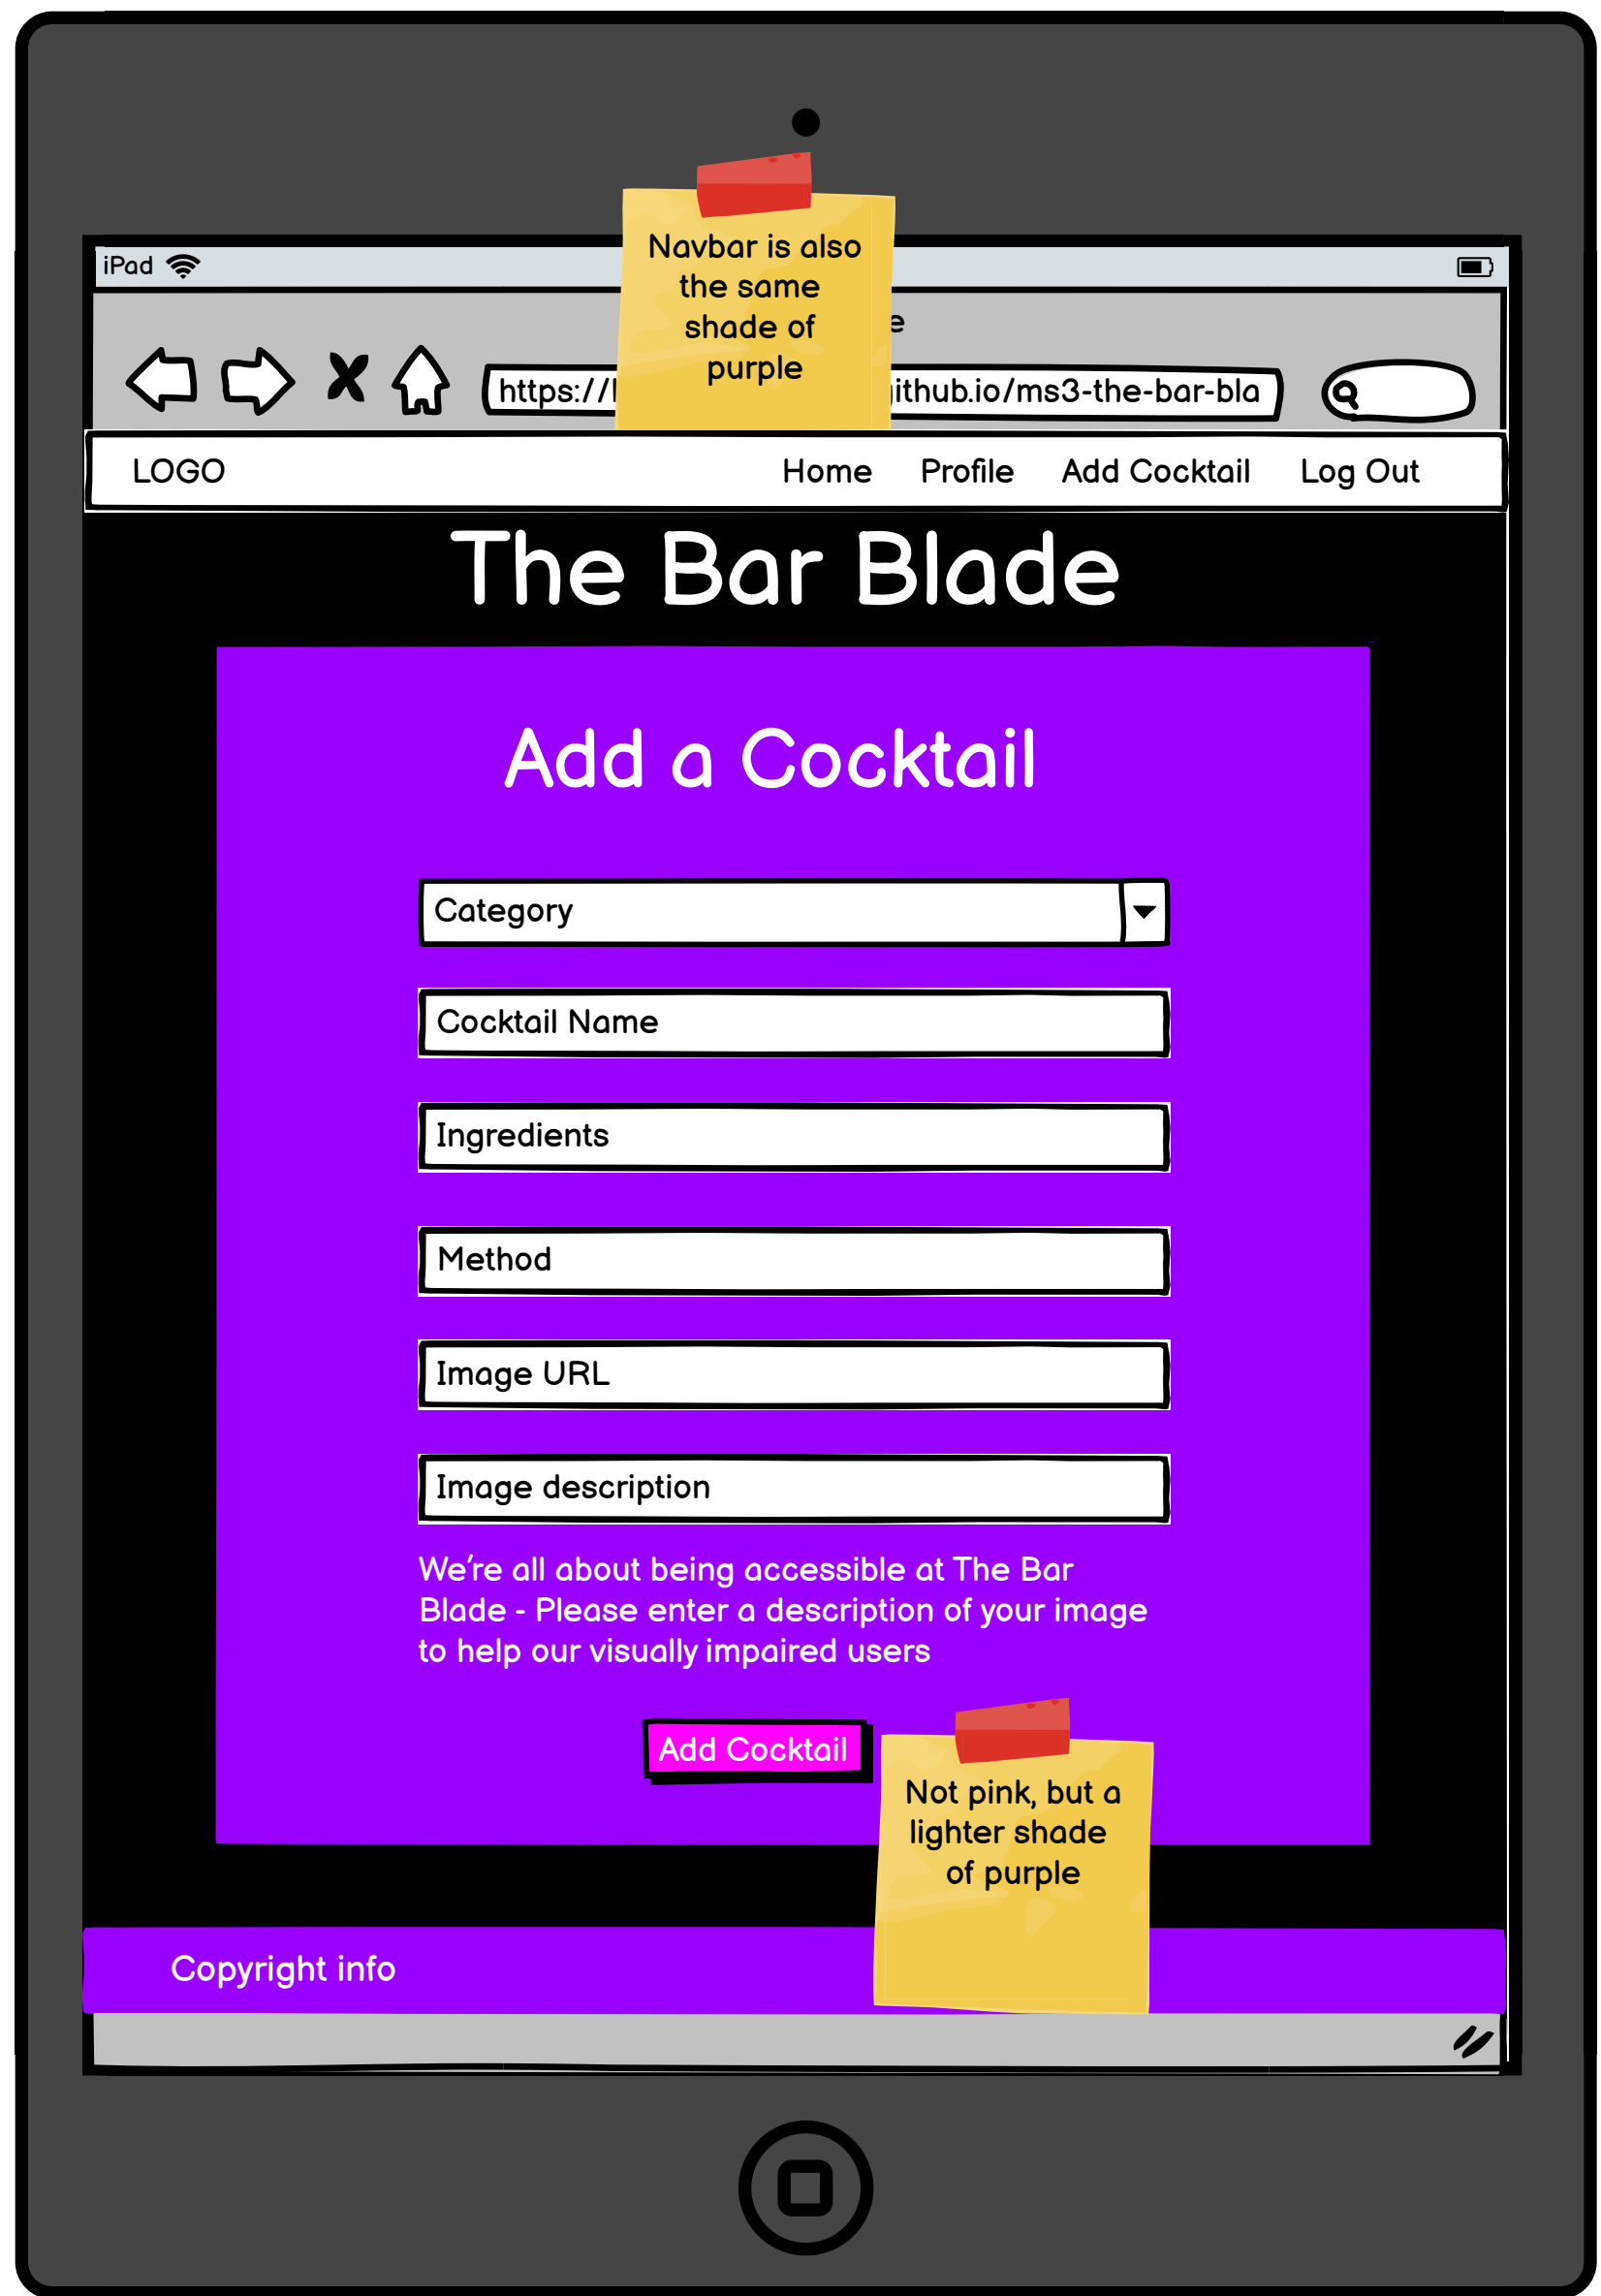 Navbar is also
the same
shade of
purple
iPad
https://
github.io/ms3-the-bar-bla
LOGO Home Profile Add Cocktail Log Out
The Bar Blade
Add a Cocktail
Category
Cocktail Name
Ingredients
Method
Image URL
Image description
We're all about being accessible at The Bar
Blade - Please enter a description of your image
to help our visually impaired users
Add Cocktail
Not pink, but a
lighter shade
of purple
Copyright info